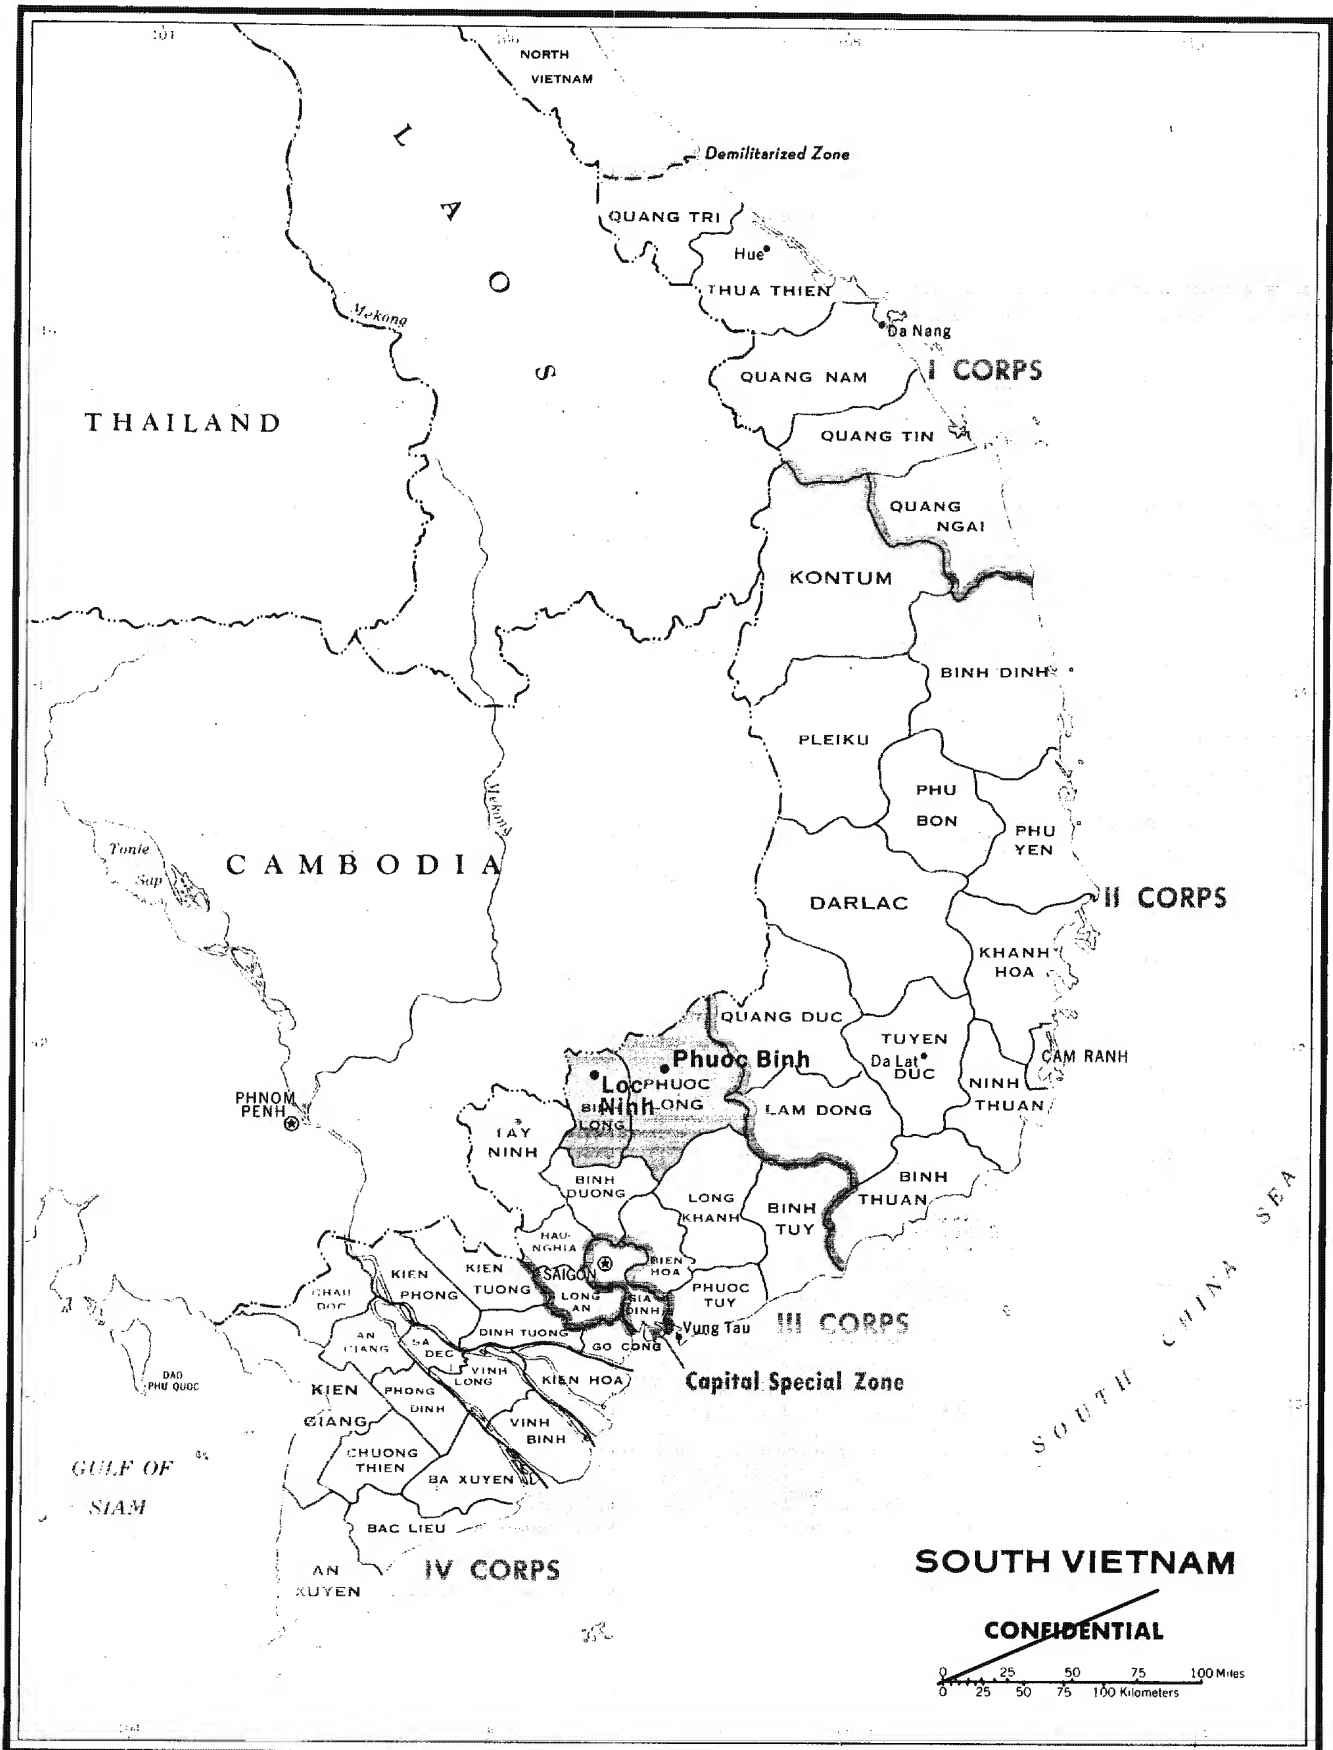 NORTH
VIETNAM
L A O S
Demilitarized Zone
QUANG TRI
Hue
THUA THIEN
Mekong
Da Nang
QUANG NAM
I CORPS
THAILAND
QUANG TIN
QUANG
NGAI
KONTUM
BINH DINH
PLEIKU
PHU
BON
Mekong
PHU
YEN
Tonle
Sap
CAMBODIA
DARLAC
II CORPS
KHANH
HOA
QUANG DUC
TUYEN
DUC
Da Lat
CAM RANH
Phuoc Binh
PHUOC
LONG
Loc
Ninh
BINH
LONG
NINH
THUAN
LAM DONG
PHNOM
PENH
TAY
NINH
BINH
DUONG
LONG
KHANH
BINH
TUY
BINH
THUAN
HAU
NGHIA
BIEN
HOA
SAIGON
KIEN
PHONG
KIEN
TUONG
LONG
AN
GIA
DINH
PHUOC
TUY
CHAU
DOC
Vung Tau
III CORPS
DINH TUONG
GO CONG
AN
GIANG
SA
DEC
VINH
LONG
KIEN HOA
Capital Special Zone
DAO
PHU QUOC
KIEN
GIANG
PHONG
DINH
VINH
BINH
CHUONG
THIEN
BA XUYEN
SOUTH CHINA SEA
GULF OF
SIAM
BAC LIEU
AN
XUYEN
IV CORPS
SOUTH VIETNAM
CONFIDENTIAL
0 25 50 75 100 Miles
0 25 50 75 100 Kilometers